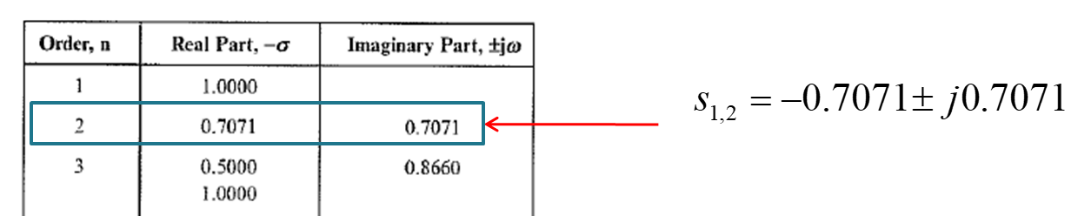 Order, n Real Part, –σ Imaginary Part, ±jω
1 1.0000
2 0.7071 0.7071
3 0.5000 0.8660
1.0000
s1,2 = –0.7071± j0.7071